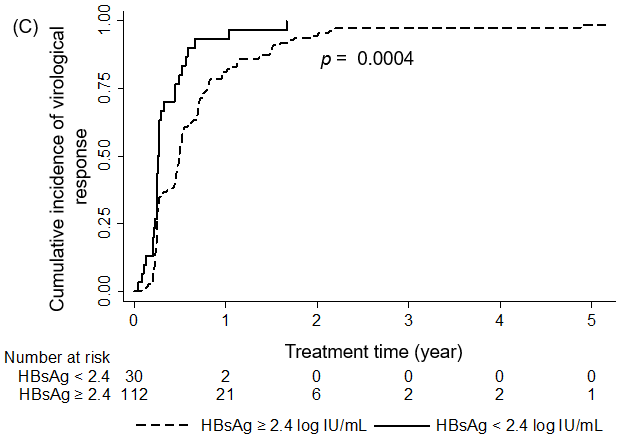 (C)
Cumulative incidence of virological
response
1.00
0.75
0.50
0.25
0.00
p = 0.0004
0 1 2 3 4 5
Treatment time (year)
Number at risk
HBsAg < 2.4 30 2 0 0 0 0
HBsAg ≥ 2.4 112 21 6 2 2 1
HBsAg ≥ 2.4 log IU/mL HBsAg < 2.4 log IU/mL